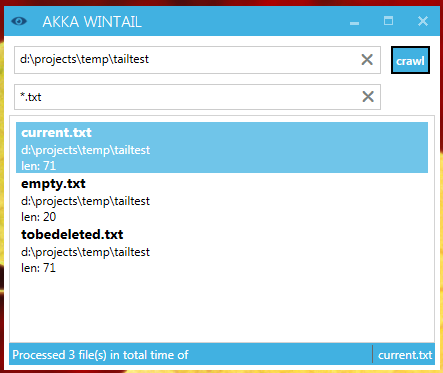 AKKA WINTAIL
d:\projects\temp\tailtest
crawl
*.txt
current.txt
d:\projects\temp\tailtest
len: 71
empty.txt
d:\projects\temp\tailtest
len: 20
tobedeleted.txt
d:\projects\temp\tailtest
len: 71
Processed 3 file(s) in total time of
current.txt